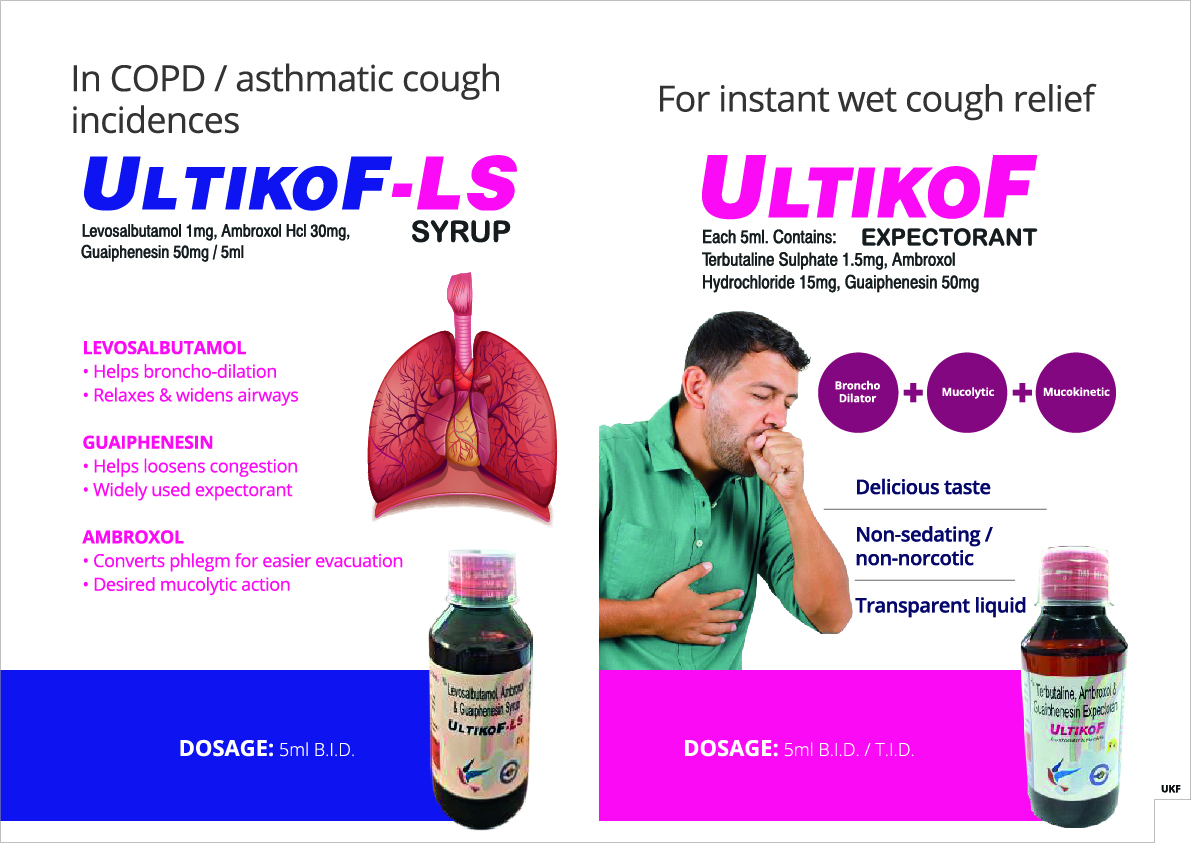 In COPD / asthmatic cough
incidences
ULTIKOF-LS
SYRUP
Levosalbutamol 1mg, Ambroxol Hcl 30mg,
Guaiphenesin 50mg / 5ml
LEVOSALBUTAMOL
• Helps broncho-dilation
• Relaxes & widens airways
GUAIPHENESIN
• Helps loosens congestion
• Widely used expectorant
AMBROXOL
• Converts phlegm for easier evacuation
• Desired mucolytic action
Levosalbutamol, Ambroxol
& Guaiphenesin Syrup
ULTIKOF-LS
DOSAGE: 5ml B.I.D.
For instant wet cough relief
ULTIKOF
EXPECTORANT
Each 5ml. Contains:
Terbutaline Sulphate 1.5mg, Ambroxol
Hydrochloride 15mg, Guaiphenesin 50mg
Broncho
Dilator
+
Mucolytic
+
Mucokinetic
Delicious taste
Non-sedating /
non-norcotic
Transparent liquid
Terbutaline, Ambroxol &
Guaiphenesin Expectorant
ULTIKOF
DOSAGE: 5ml B.I.D. / T.I.D.
UKF